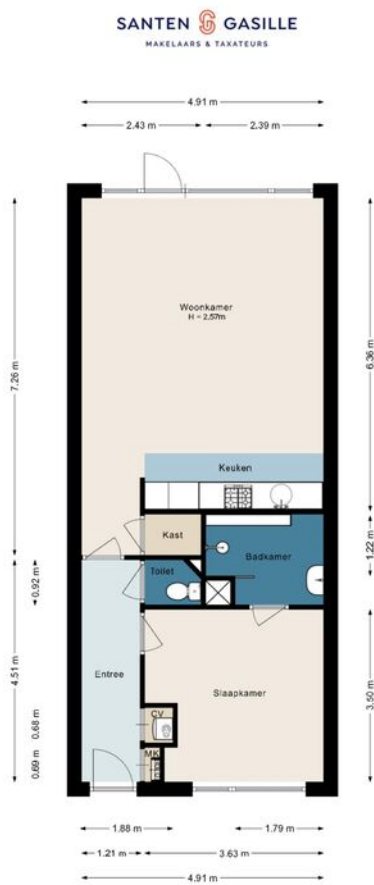 SANTEN GASILLE
MAKELAARS & TAXATEURS
4.91 m
2.43 m
2.39 m
Woonkamer
H = 2.57m
7.26 m
6.36 m
Keuken
Kast
Badkamer
1.22 m
Toilet
0.92 m
4.51 m
Entree
Slaapkamer
3.50 m
CV
0.68 m
MK
0.69 m
1.88 m
1.79 m
1.21 m
3.63 m
4.91 m